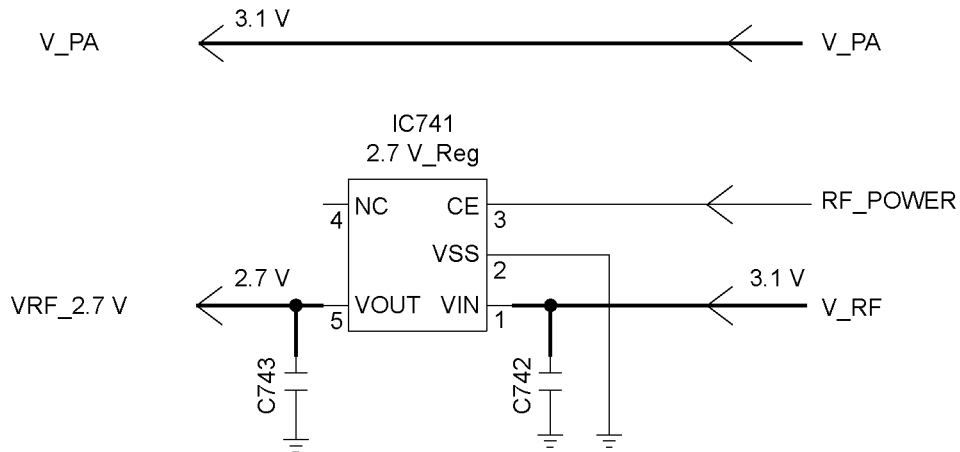 3.1 V
V_PA
V_PA
IC741
2.7 V_Reg
NC
CE
RF_POWER
4
3
VSS
2
2.7 V
3.1 V
VRF_2.7 V
VOUT
VIN
V_RF
5
1
C743
C742